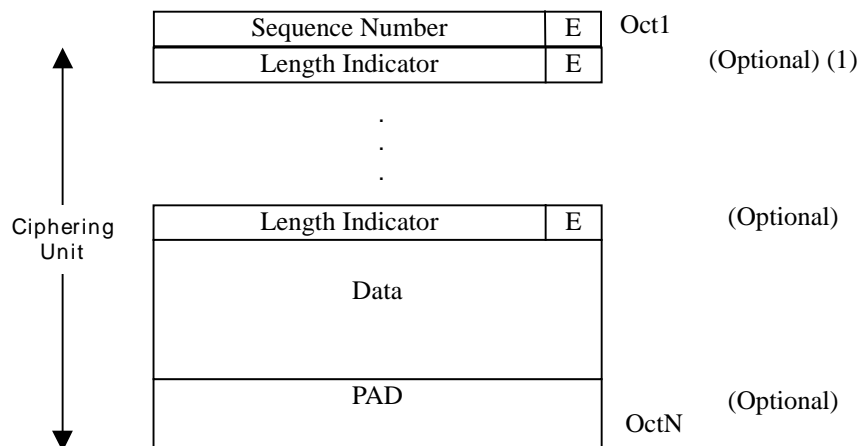 Sequence Number E Oct1
Length Indicator E (Optional) (1)
.
.
.
Length Indicator E (Optional)
Ciphering
Unit
Data
PAD (Optional)
OctN